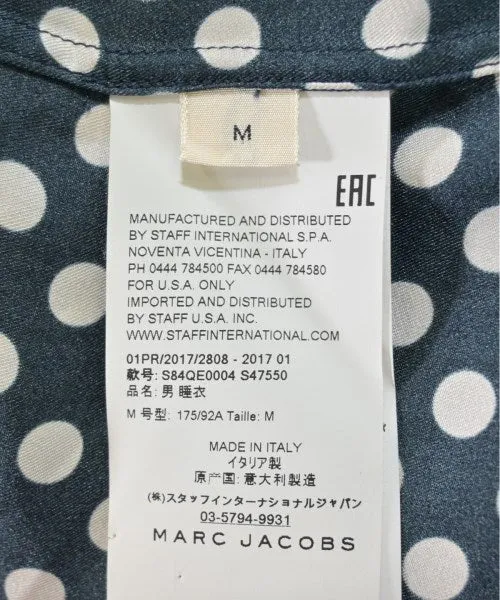 M
EAC
MANUFACTURED AND DISTRIBUTED
BY STAFF INTERNATIONAL S.P.A.
NOVENTA VICENTINA - ITALY
PH 0444 784500 FAX 0444 784580
FOR U.S.A. ONLY
IMPORTED AND DISTRIBUTED
BY STAFF U.S.A. INC.
WWW.STAFFINTERNATIONAL.COM
01PR/2017/2808 - 2017 01
款号: S84QE0004 S47550
品名: 男 睡衣
M 号型: 175/92A Taille: M
MADE IN ITALY
イタリア製
原产国: 意大利製造
(株)スタッフインターナショナルジャパン
03-5794-9931
MARC JACOBS